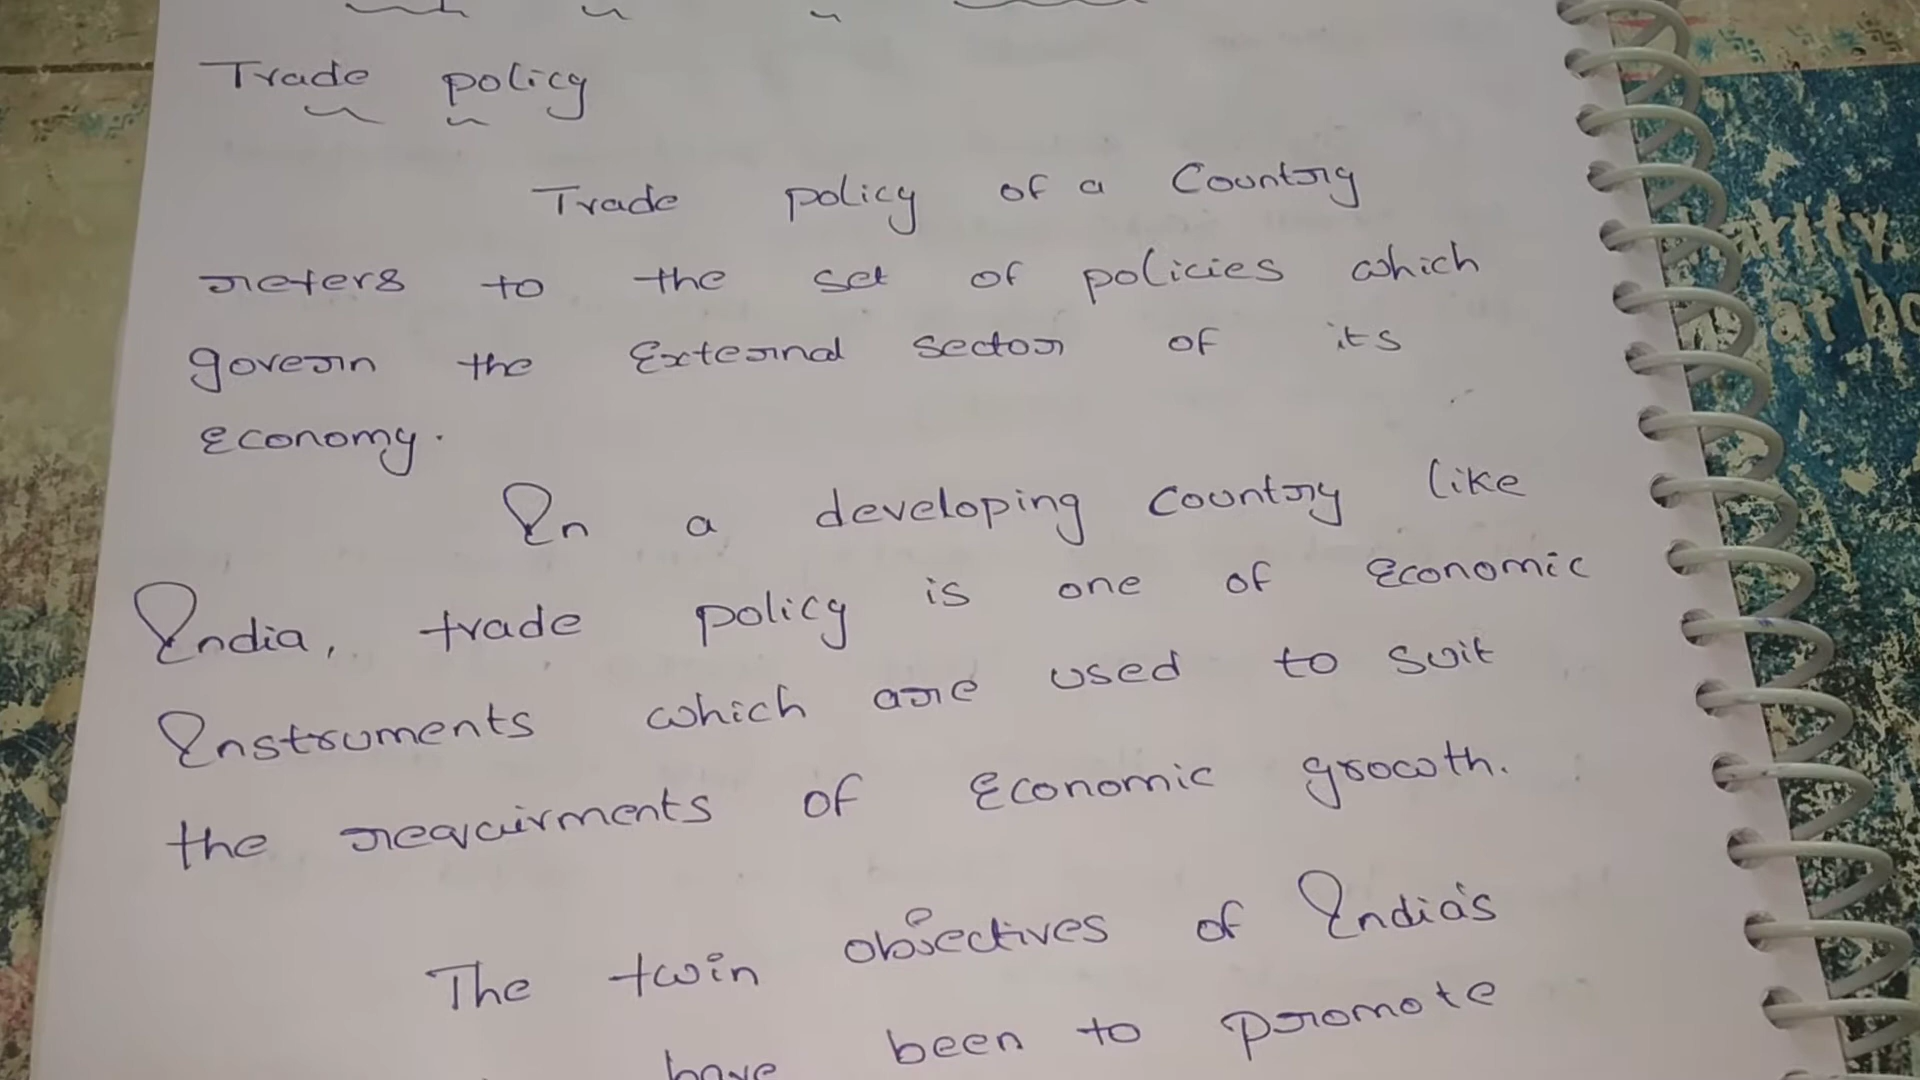 Trade policy
Trade policy of a Country
refers to the set of policies which
govern the External sector of its
Economy.
In a developing country like
India, trade policy is one of Economic
Instruments which are used to suit
the requirments of Economic growth.
The twin objectives of India's
have been to promote